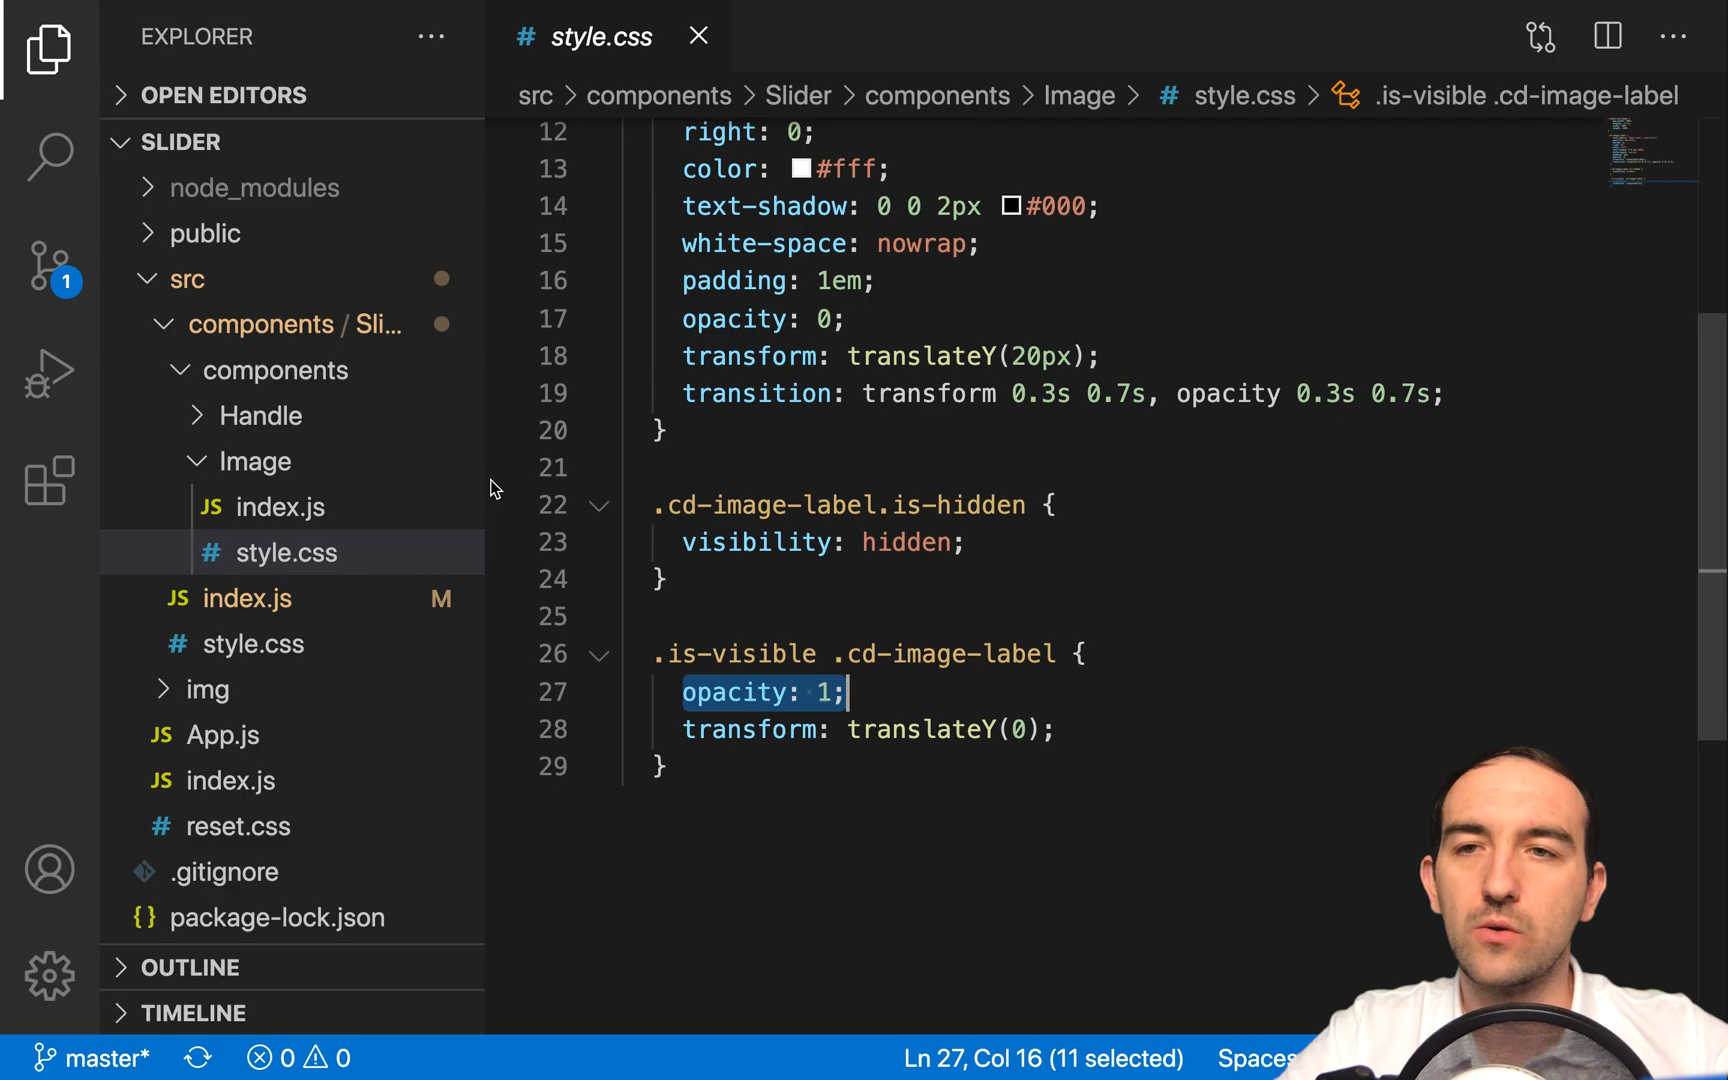 EXPLORER
OPEN EDITORS
SLIDER
node_modules
public
src
components / Sli...
components
Handle
Image
JS index.js
# style.css
JS index.js M
# style.css
img
JS App.js
JS index.js
# reset.css
.gitignore
{} package-lock.json
OUTLINE
TIMELINE
1
# style.css
src > components > Slider > components > Image > # style.css > .is-visible .cd-image-label
12 right: 0;
13 color: #fff;
14 text-shadow: 0 0 2px #000;
15 white-space: nowrap;
16 padding: 1em;
17 opacity: 0;
18 transform: translateY(20px);
19 transition: transform 0.3s 0.7s, opacity 0.3s 0.7s;
20 }
21
22 .cd-image-label.is-hidden {
23 visibility: hidden;
24 }
25
26 .is-visible .cd-image-label {
27 opacity: 1;
28 transform: translateY(0);
29 }
master* 0 0 Ln 27, Col 16 (11 selected) Spaces